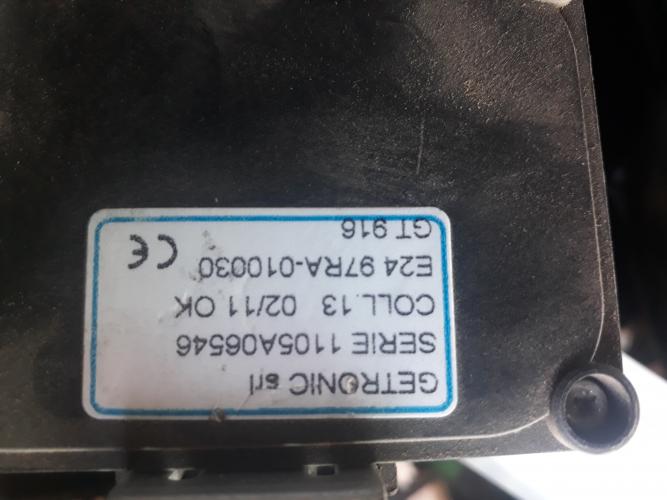 GETRONIC srl
SERIE 1105A06546
COLL.13 02/11 OK
E24 97RA-010030 CE
GT 916